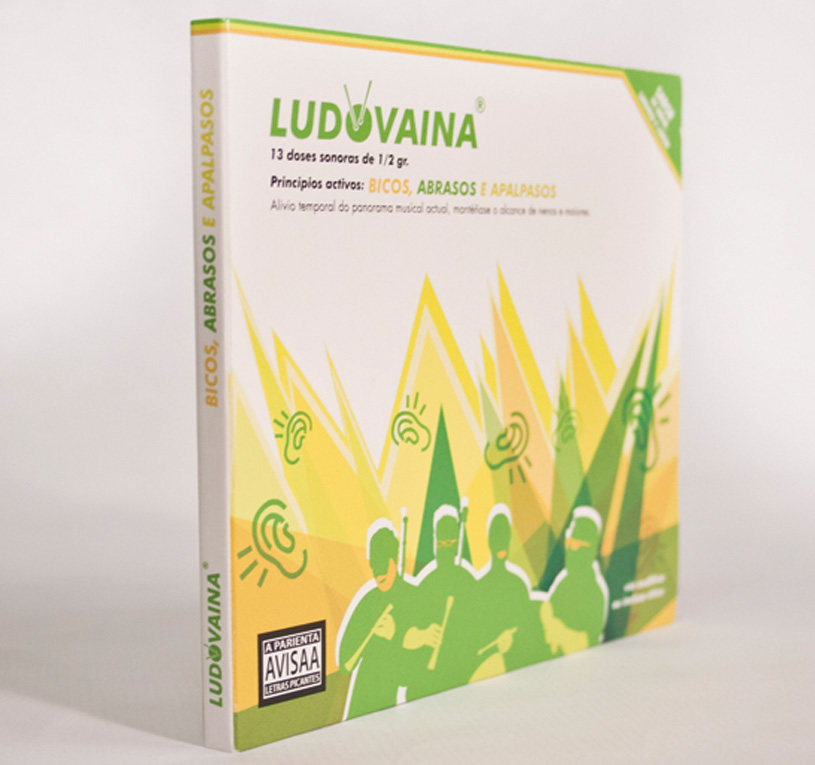 LUDOVAINA®
13 doses sonoras de 1/2 gr.
Principios activos: BICOS, ABRASOS E APALPASOS
Alivio temporal do panorama musical actual, manténase o alcance de nenos e maiores.
BICOS, ABRASOS E APALPASOS
LUDOVAINA®
A PARIENTA
AVISAA
LETRAS PICANTES